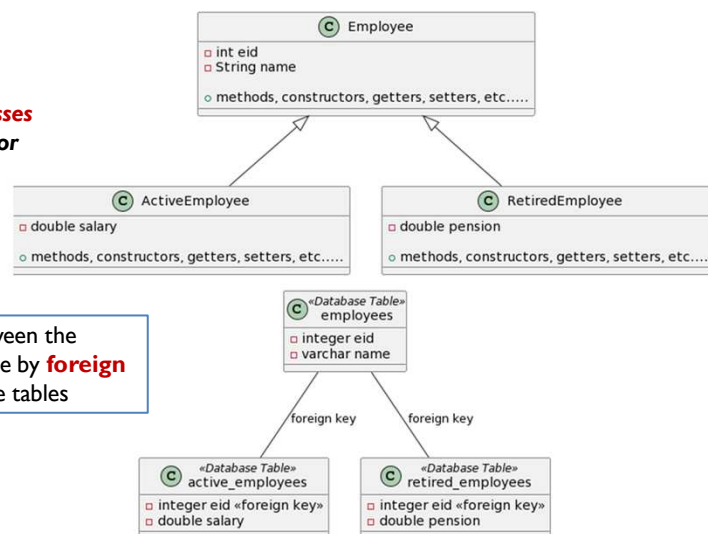 C Employee
int eid
String name
methods, constructors, getters, setters, etc.....
or
C ActiveEmployee
double salary
methods, constructors, getters, setters, etc.....
C RetiredEmployee
double pension
methods, constructors, getters, setters, etc....
C «Database Table»
employees
integer eid
varchar name
e by foreign
tables
foreign key
foreign key
C «Database Table»
active_employees
integer eid «foreign key»
double salary
C «Database Table»
retired_employees
integer eid «foreign key»
double pension